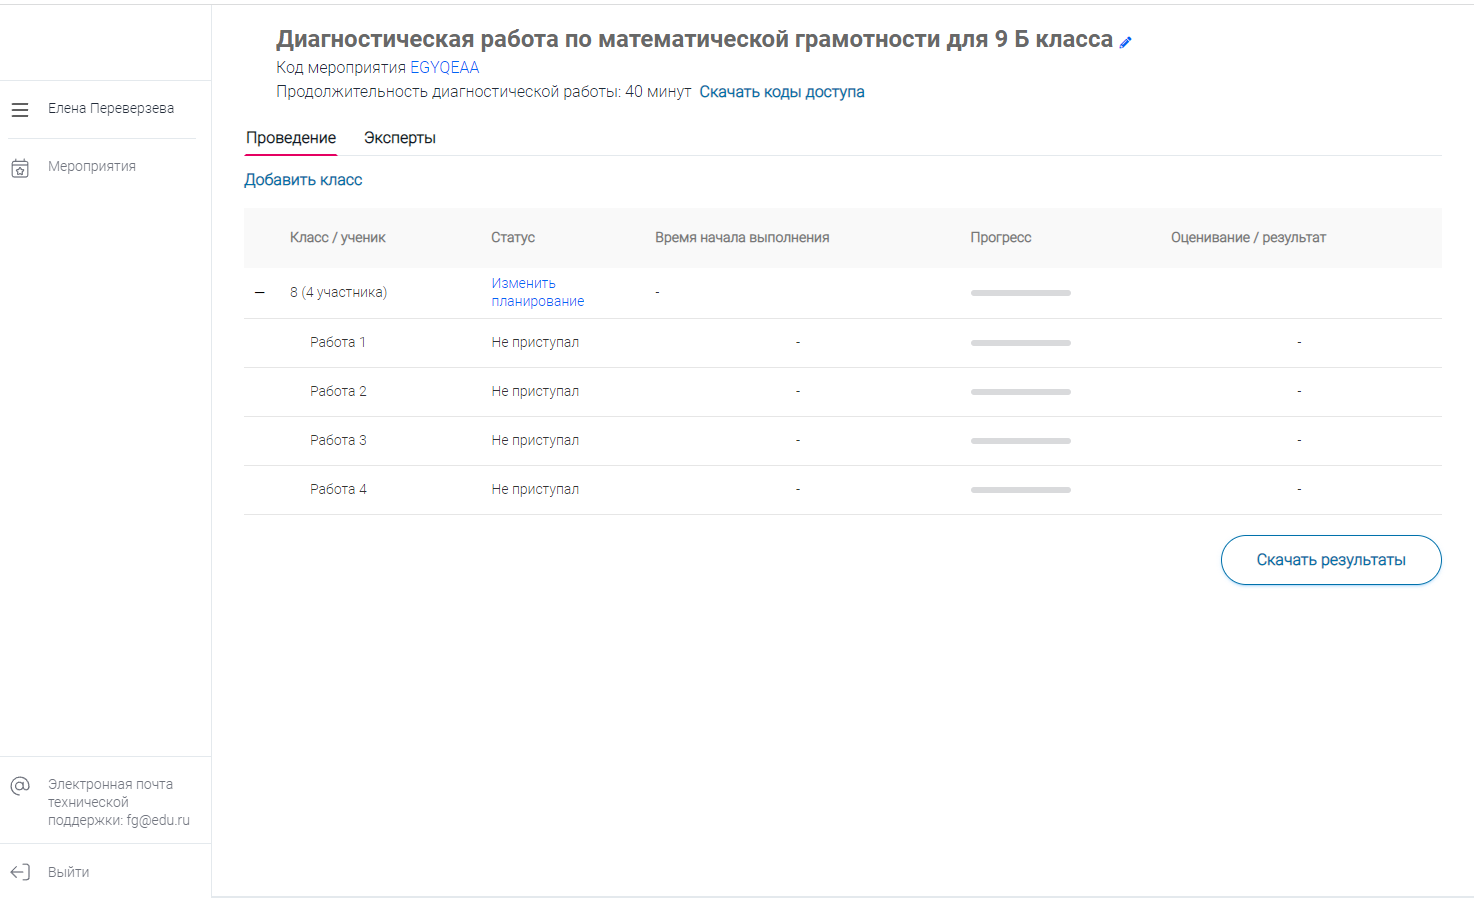 Диагностическая работа по математической грамотности для 9 Б класса
Код мероприятия EGYQEAA
Продолжительность диагностической работы: 40 минут Скачать коды доступа
Елена Переверзева
Мероприятия
Проведение Эксперты
Добавить класс
Класс / ученик Статус Время начала выполнения Прогресс Оценивание / результат
8 (4 участника) Изменить планирование -
Работа 1 Не приступал - -
Работа 2 Не приступал - -
Работа 3 Не приступал - -
Работа 4 Не приступал - -
Скачать результаты
Электронная почта
технической
поддержки: fg@edu.ru
Выйти